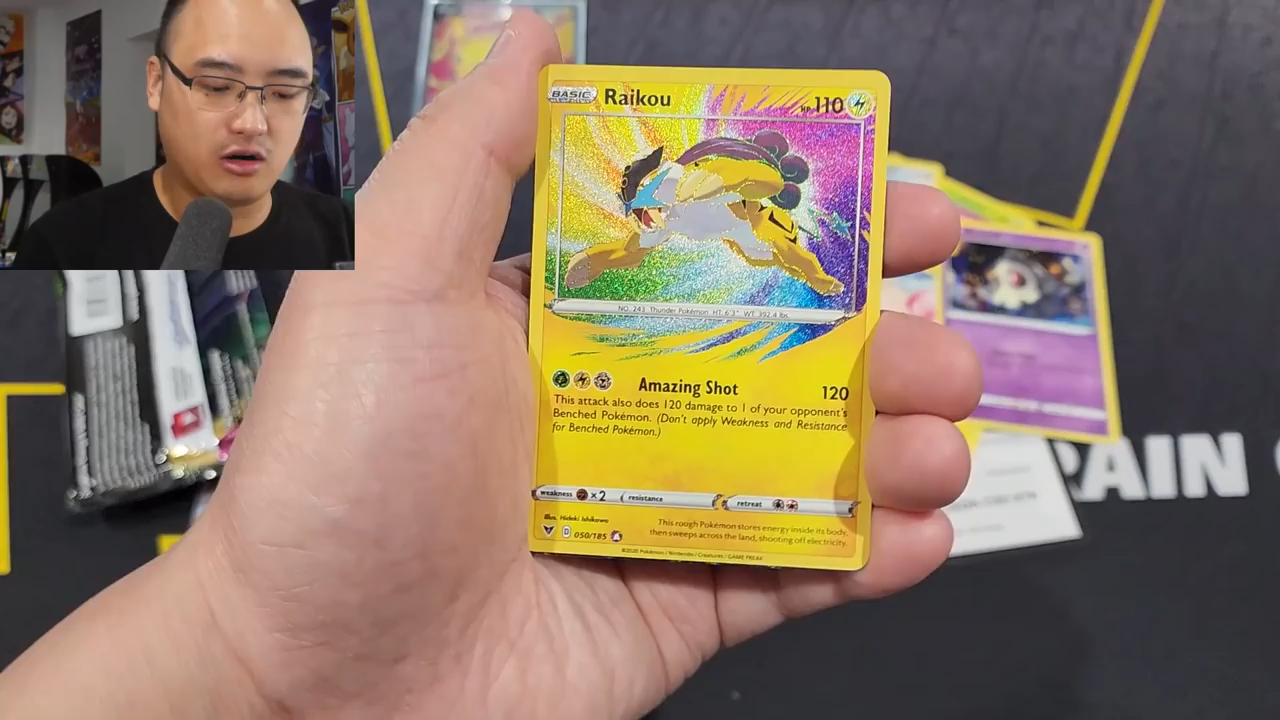 BASIC Raikou HP 110
NO. 243 Thunder Pokémon HT: 6'3" WT: 392.4 lbs.
Amazing Shot 120
This attack also does 120 damage to 1 of your opponent's
Benched Pokémon. (Don't apply Weakness and Resistance
for Benched Pokémon.)
weakness ×2 resistance retreat
Illus. Hideki Ishikawa
This rough Pokémon stores energy inside its body,
then sweeps across the land, shooting off electricity.
D 050/185
©2020 Pokémon / Nintendo / Creatures / GAME FREAK
RAIN